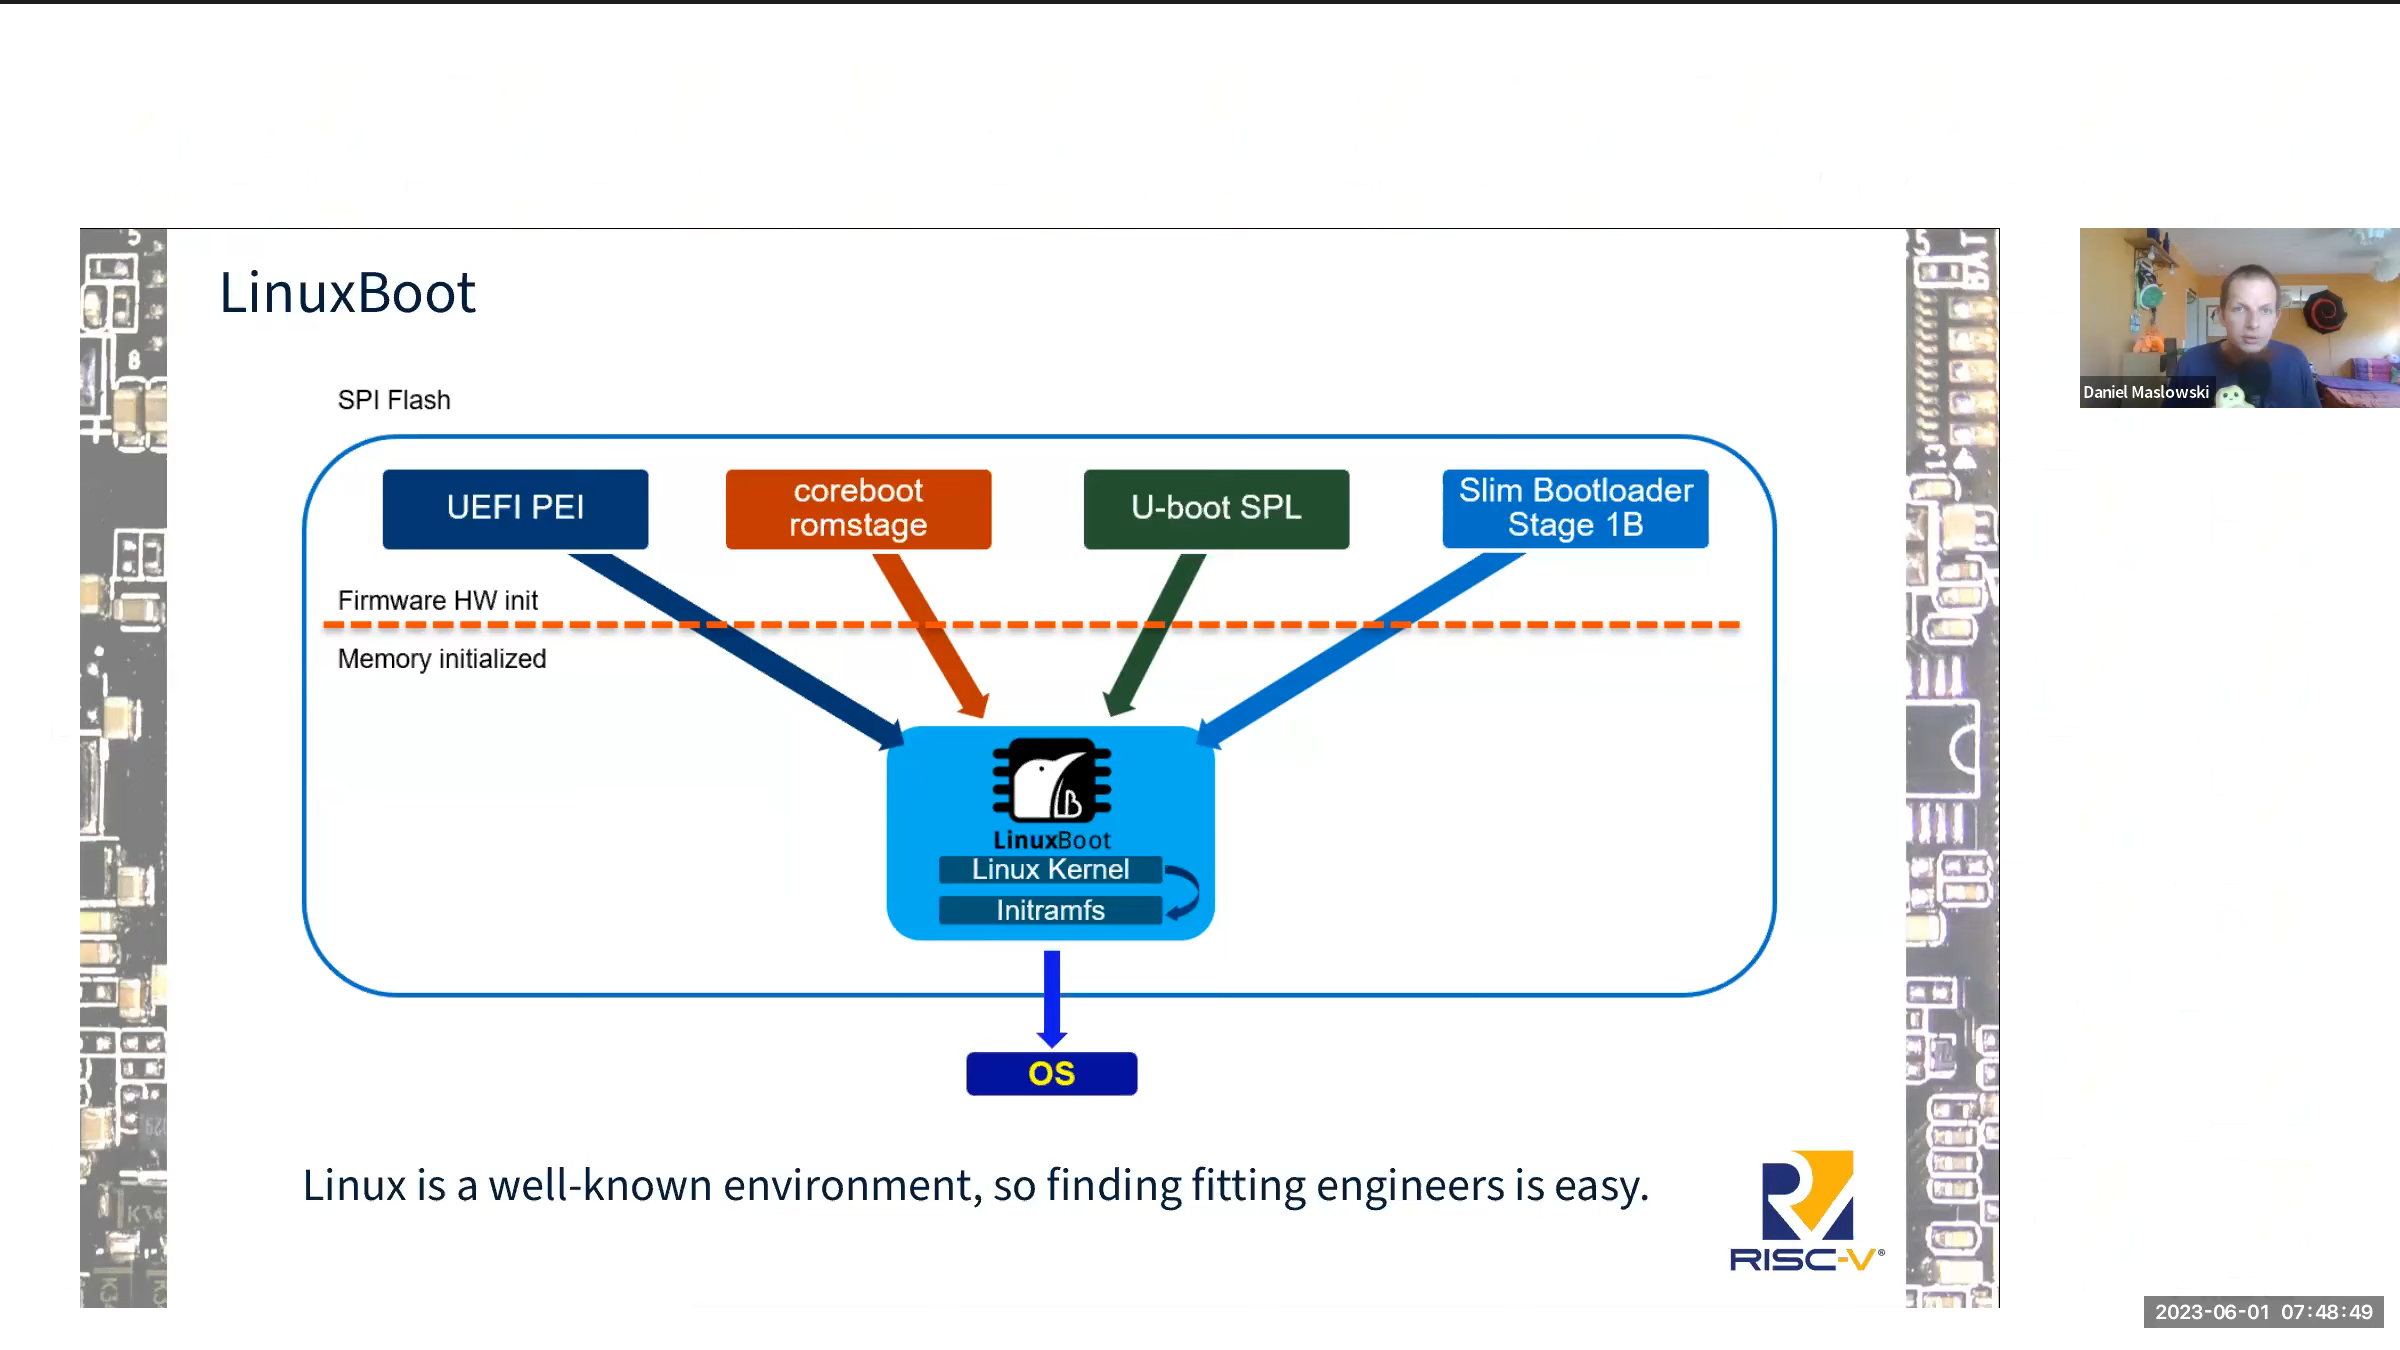 LinuxBoot
SPI Flash
UEFI PEI
coreboot
romstage
U-boot SPL
Slim Bootloader
Stage 1B
Firmware HW init
Memory initialized
LinuxBoot
Linux Kernel
Initramfs
OS
Linux is a well-known environment, so finding fitting engineers is easy.
RISC-V®
Daniel Maslowski
2023-06-01 07:48:49